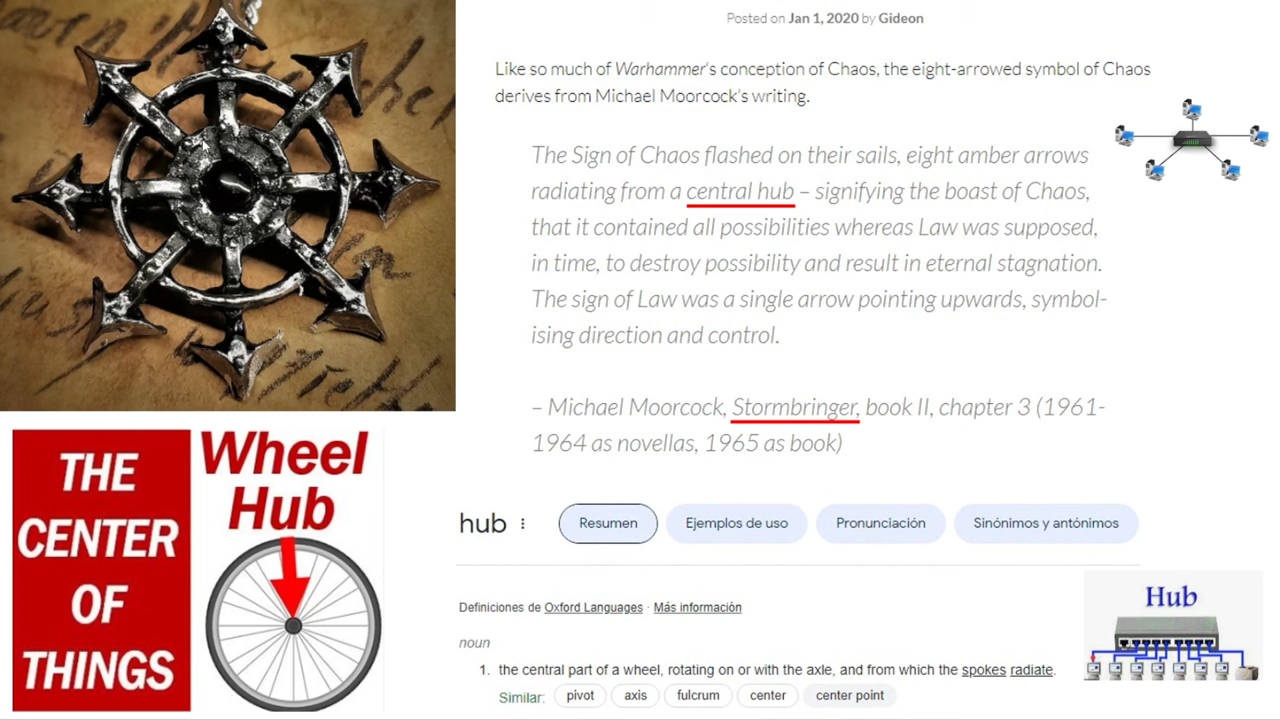 Posted on Jan 1, 2020 by Gideon
Like so much of Warhammer's conception of Chaos, the eight-arrowed symbol of Chaos
derives from Michael Moorcock's writing.
The Sign of Chaos flashed on their sails, eight amber arrows
radiating from a central hub – signifying the boast of Chaos,
that it contained all possibilities whereas Law was supposed,
in time, to destroy possibility and result in eternal stagnation.
The sign of Law was a single arrow pointing upwards, symbol-
ising direction and control.
– Michael Moorcock, Stormbringer, book II, chapter 3 (1961-
1964 as novellas, 1965 as book)
THE
CENTER
OF
THINGS
Wheel
Hub
hub
Resumen
Ejemplos de uso
Pronunciación
Sinónimos y antónimos
Definiciones de Oxford Languages · Más información
noun
1. the central part of a wheel, rotating on or with the axle, and from which the spokes radiate.
Similar: pivot axis fulcrum center center point
Hub